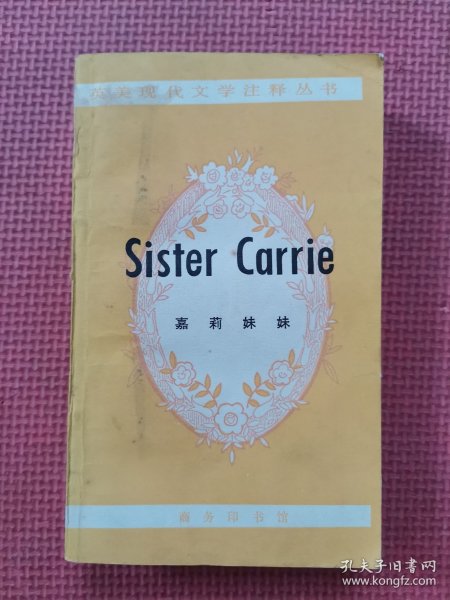 英美现代文学注释丛书
Sister Carrie
嘉莉妹妹
商务印书馆
孔夫子旧书网
www.kongfz.com